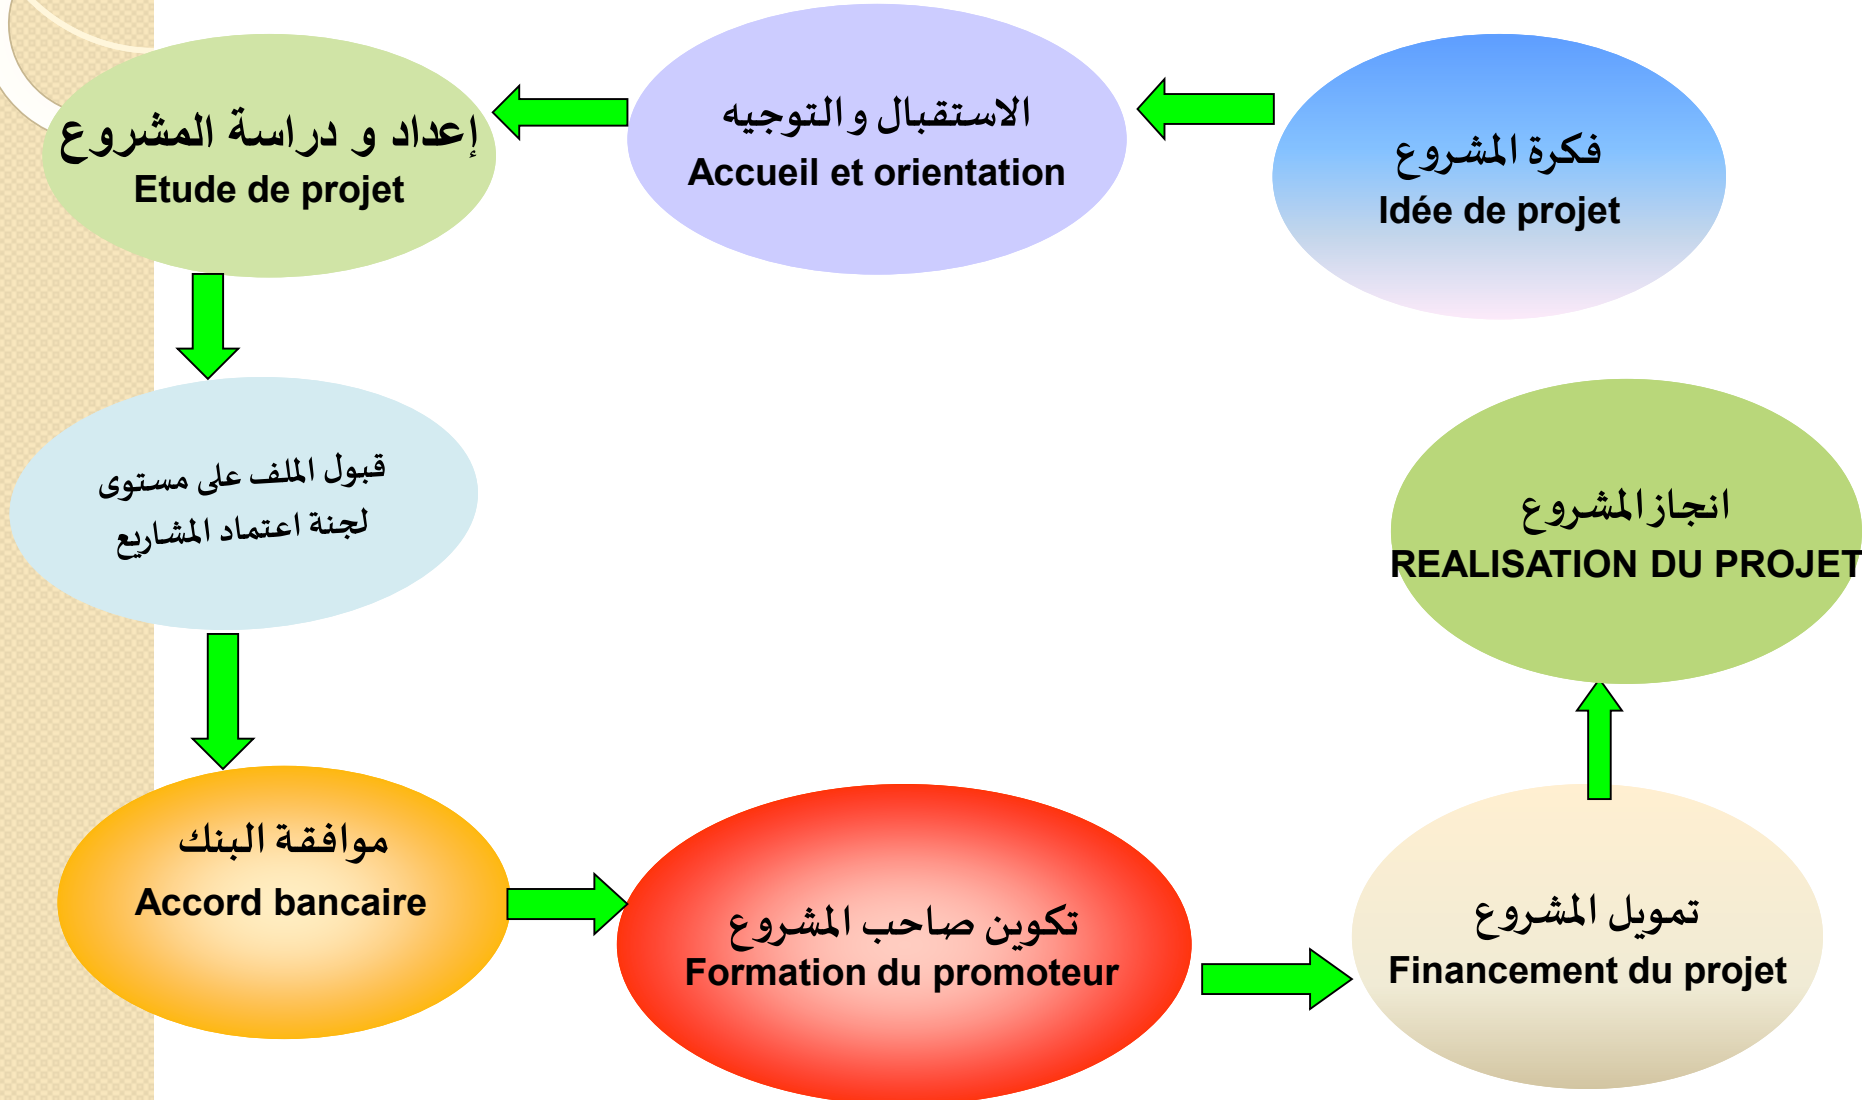 فكرة المشروع
Idée de projet
الاستقبال و التوجيه
Accueil et orientation
إعداد و دراسة المشروع
Etude de projet
قبول الملف على مستوى
لجنة اعتماد المشاريع
موافقة البنك
Accord bancaire
تكوين صاحب المشروع
Formation du promoteur
تمويل المشروع
Financement du projet
انجاز المشروع
REALISATION DU PROJET